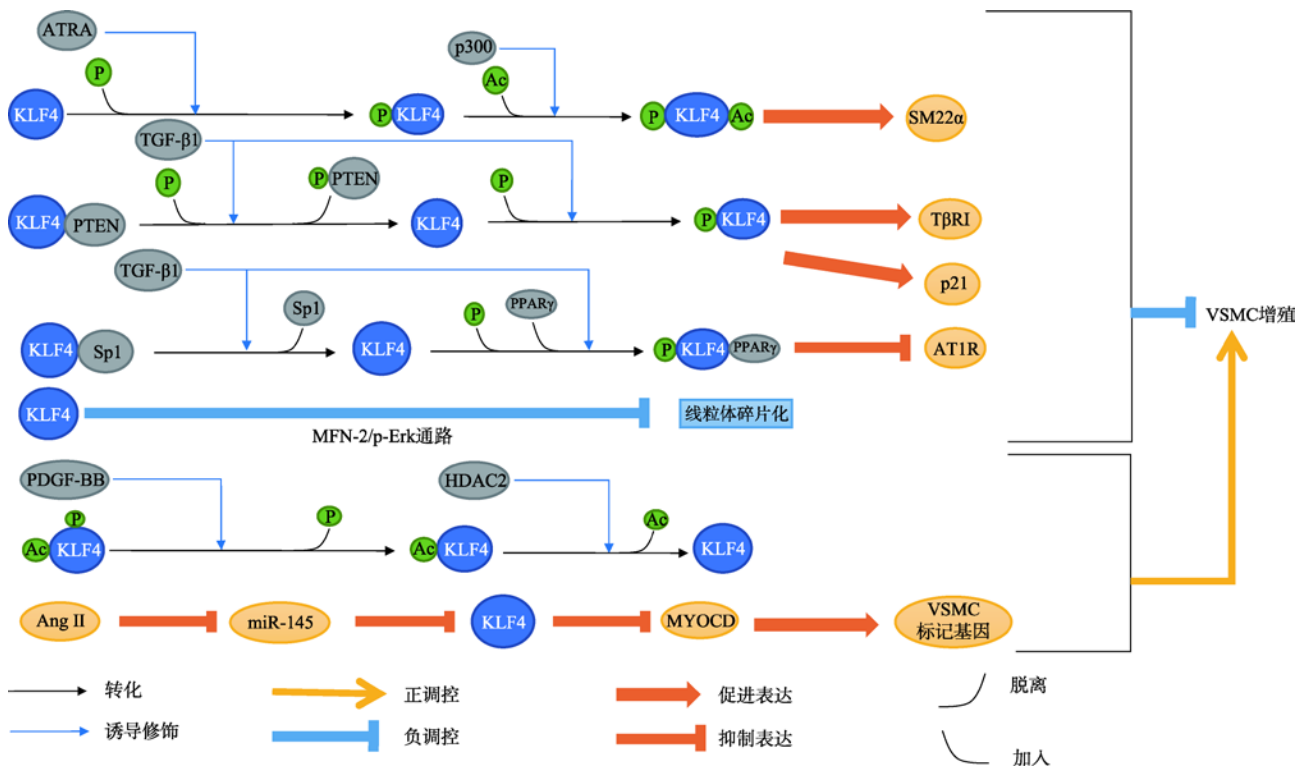 ATRA
P
KLF4
P
KLF4
p300
Ac
P
KLF4
Ac
SM22α
TGF-β1
KLF4
PTEN
P
P
PTEN
KLF4
P
P
KLF4
TβRI
p21
TGF-β1
KLF4
Sp1
Sp1
KLF4
P
PPARγ
P
KLF4
PPARγ
AT1R
VSMC增殖
KLF4
MFN-2/p-Erk通路
线粒体碎片化
PDGF-BB
Ac
P
KLF4
P
HDAC2
Ac
KLF4
Ac
KLF4
Ang II
miR-145
KLF4
MYOCD
VSMC
标记基因
转化
正调控
促进表达
脱离
诱导修饰
负调控
抑制表达
加入